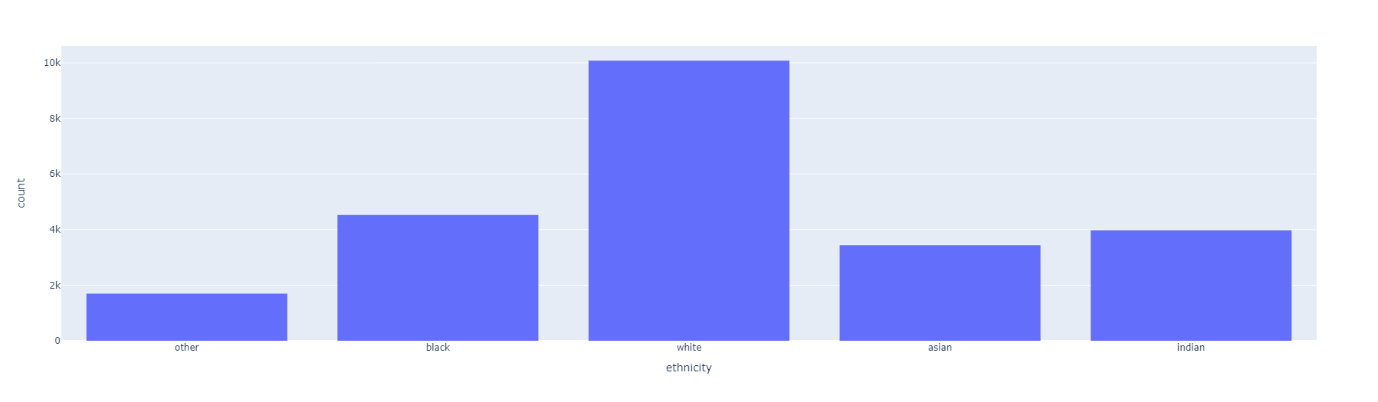 10k
8k
6k
4k
2k
0
count
other black white asian indian
ethnicity